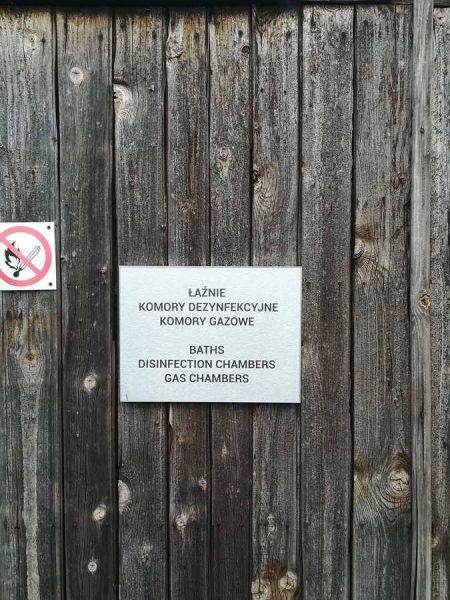 ŁAŹNIE
KOMORY DEZYNFEKCYJNE
KOMORY GAZOWE
BATHS
DISINFECTION CHAMBERS
GAS CHAMBERS